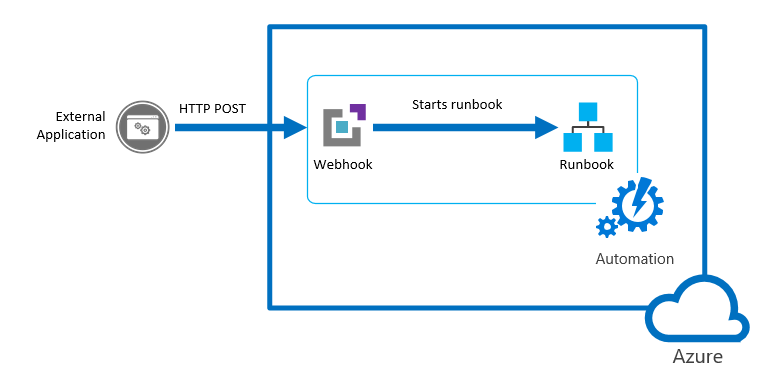 External
Application
HTTP POST
Starts runbook
Webhook
Runbook
Automation
Azure